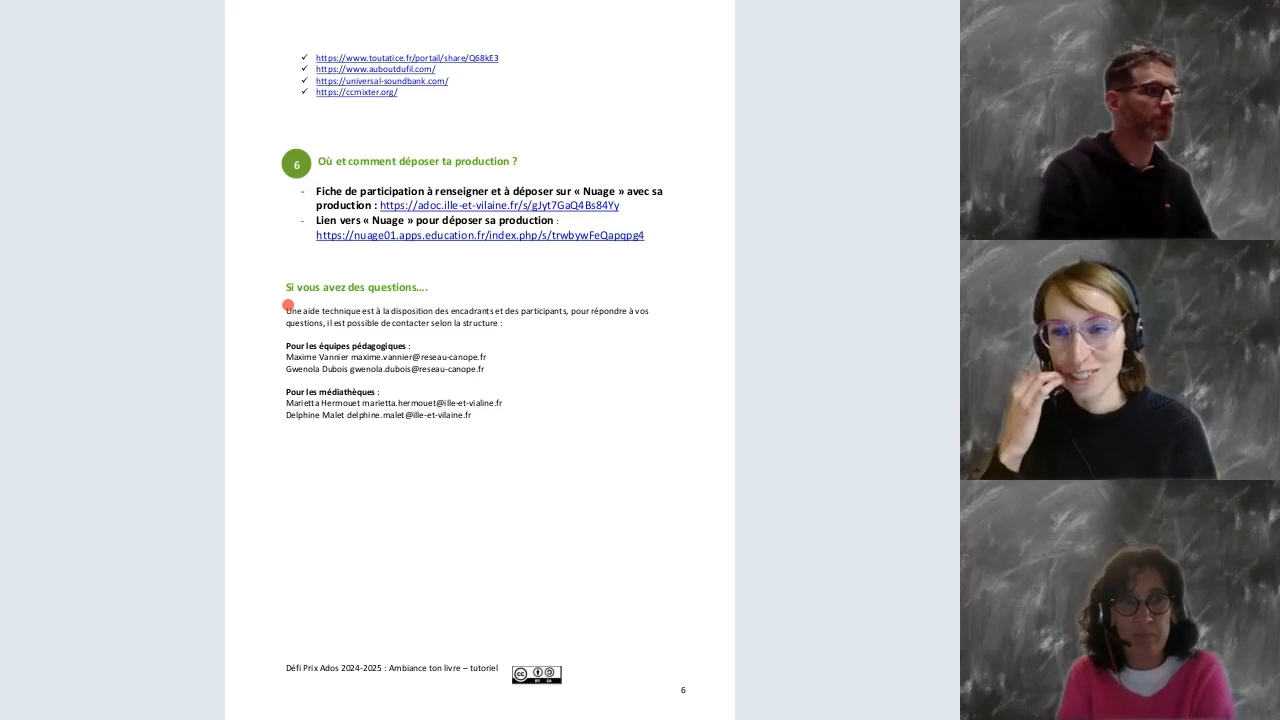 ✓ https://www.toutatice.fr/portail/share/Q68kE3
✓ https://www.auboutdufil.com/
✓ https://universal-soundbank.com/
✓ https://ccmixter.org/
6 Où et comment déposer ta production ?
- Fiche de participation à renseigner et à déposer sur « Nuage » avec sa
production : https://adoc.ille-et-vilaine.fr/s/gJyt7GaQ4Bs84Yy
- Lien vers « Nuage » pour déposer sa production :
https://nuage01.apps.education.fr/index.php/s/trwbywFeQapqpg4
Si vous avez des questions….
Une aide technique est à la disposition des encadrants et des participants, pour répondre à vos
questions, il est possible de contacter selon la structure :
Pour les équipes pédagogiques :
Maxime Vannier maxime.vannier@reseau-canope.fr
Gwenola Dubois gwenola.dubois@reseau-canope.fr
Pour les médiathèques :
Marietta Hermouet marietta.hermouet@ille-et-vialine.fr
Delphine Malet delphine.malet@ille-et-vilaine.fr
Défi Prix Ados 2024-2025 : Ambiance ton livre – tutoriel
cc BY SA
6